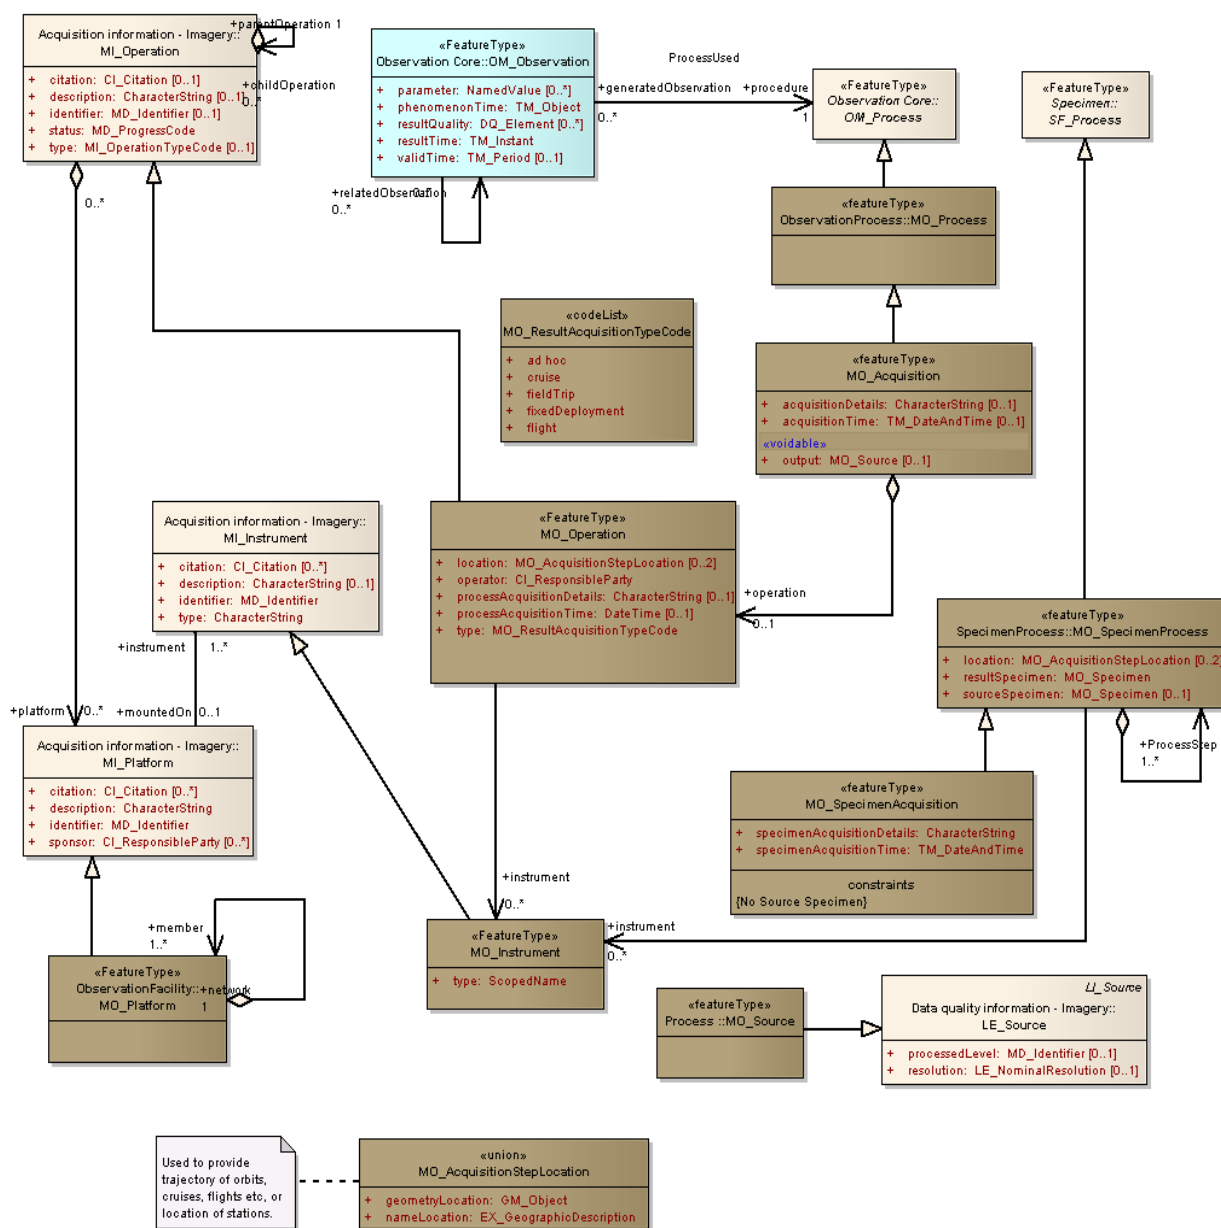 Acquisition information - Imagery::
MI_Operation
+ citation: CI_Citation [0..1]
+ description: CharacterString [0..1]
+ identifier: MD_Identifier [0..1]
+ status: MD_ProgressCode
+ type: MI_OperationTypeCode [0..1]
+parentOperation 1
+childOperation
0..*
0..*
«FeatureType»
Observation Core::OM_Observation
+ parameter: NamedValue [0..*]
+ phenomenonTime: TM_Object
+ resultQuality: DQ_Element [0..*]
+ resultTime: TM_Instant
+ validTime: TM_Period [0..1]
+relatedObservation
0..*
0..*
ProcessUsed
+generatedObservation
0..*
+procedure
1
«FeatureType»
Observation Core::
OM_Process
«FeatureType»
Specimen::
SF_Process
«featureType»
ObservationProcess::MO_Process
«codeList»
MO_ResultAcquisitionTypeCode
+ ad hoc
+ cruise
+ fieldTrip
+ fixedDeployment
+ flight
«featureType»
MO_Acquisition
+ acquisitionDetails: CharacterString [0..1]
+ acquisitionTime: TM_DateAndTime [0..1]
«voidable»
+ output: MO_Source [0..1]
Acquisition information - Imagery::
MI_Instrument
+ citation: CI_Citation [0..*]
+ description: CharacterString [0..1]
+ identifier: MD_Identifier
+ type: CharacterString
«FeatureType»
MO_Operation
+ location: MO_AcquisitionStepLocation [0..2]
+ operator: CI_ResponsibleParty
+ processAcquisitionDetails: CharacterString [0..1]
+ processAcquisitionTime: DateTime [0..1]
+ type: MO_ResultAcquisitionTypeCode
+operation
0..1
«featureType»
SpecimenProcess::MO_SpecimenProcess
+ location: MO_AcquisitionStepLocation [0..2]
+ resultSpecimen: MO_Specimen
+ sourceSpecimen: MO_Specimen [0..1]
+ProcessStep
1..*
+instrument
1..*
+platform
0..*
+mountedOn
0..1
Acquisition information - Imagery::
MI_Platform
+ citation: CI_Citation [0..*]
+ description: CharacterString
+ identifier: MD_Identifier
+ sponsor: CI_ResponsibleParty [0..*]
«featureType»
MO_SpecimenAcquisition
+ specimenAcquisitionDetails: CharacterString
+ specimenAcquisitionTime: TM_DateAndTime
constraints
{No Source Specimen}
+instrument
0..*
+instrument
0..*
+member
1..*
«FeatureType»
ObservationFacility::
MO_Platform
+network
1
«FeatureType»
MO_Instrument
+ type: ScopedName
«featureType»
Process ::MO_Source
LI_Source
Data quality information - Imagery::
LE_Source
+ processedLevel: MD_Identifier [0..1]
+ resolution: LE_NominalResolution [0..1]
Used to provide
trajectory of orbits,
cruises, flights etc, or
location of stations.
«union»
MO_AcquisitionStepLocation
+ geometryLocation: GM_Object
+ nameLocation: EX_GeographicDescription